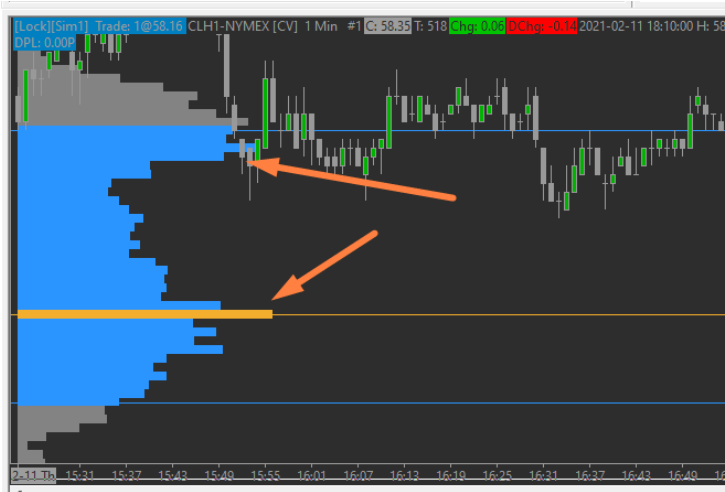 [Lock][Sim1] Trade: 1@58.16 CLH1-NYMEX [CV] 1 Min #1 C: 58.35 T: 518 Chg: 0.06 DChg: -0.14 2021-02-11 18:10:00 H: 58
DPL: 0.00P
2-11 Th 15:31 15:37 15:43 15:49 15:55 16:01 16:07 16:13 16:19 16:25 16:31 16:37 16:43 16:49 16